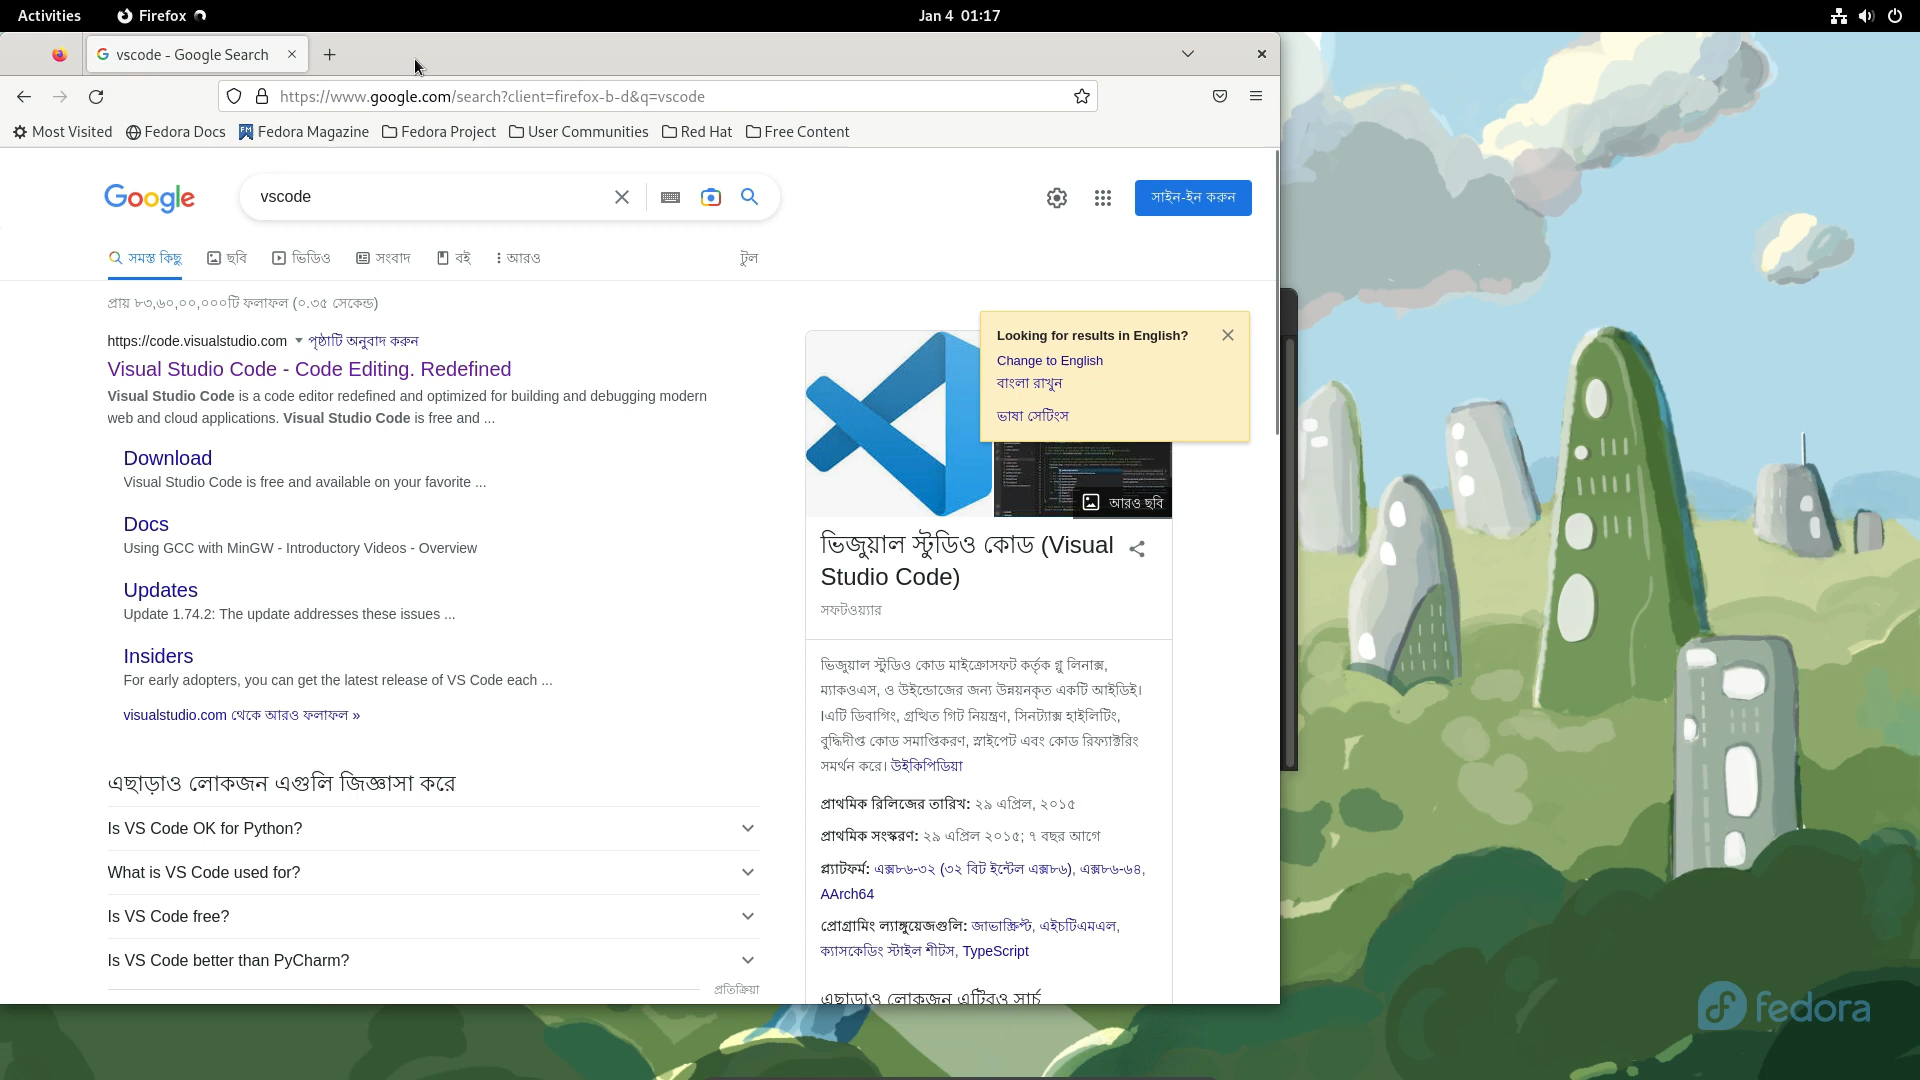 Activities
Firefox
Jan 4 01:17
vscode - Google Search
https://www.google.com/search?client=firefox-b-d&q=vscode
Most Visited
Fedora Docs
Fedora Magazine
Fedora Project
User Communities
Red Hat
Free Content
Google
vscode
সাইন-ইন করুন
সমস্ত কিছু
ছবি
ভিডিও
সংবাদ
বই
আরও
টুল
প্রায় ৮৩,৬০,০০,০০০টি ফলাফল (০.৩৫ সেকেন্ড)
https://code.visualstudio.com
পৃষ্ঠাটি অনুবাদ করুন
Visual Studio Code - Code Editing. Redefined
Visual Studio Code is a code editor redefined and optimized for building and debugging modern
web and cloud applications. Visual Studio Code is free and ...
Download
Visual Studio Code is free and available on your favorite ...
Docs
Using GCC with MinGW - Introductory Videos - Overview
Updates
Update 1.74.2: The update addresses these issues ...
Insiders
For early adopters, you can get the latest release of VS Code each ...
visualstudio.com থেকে আরও ফলাফল »
এছাড়াও লোকজন এগুলি জিজ্ঞাসা করে
Is VS Code OK for Python?
What is VS Code used for?
Is VS Code free?
Is VS Code better than PyCharm?
প্রতিক্রিয়া
Looking for results in English?
Change to English
বাংলা রাখুন
ভাষা সেটিংস
আরও ছবি
ভিজুয়াল স্টুডিও কোড (Visual
Studio Code)
সফটওয়্যার
ভিজুয়াল স্টুডিও কোড মাইক্রোসফট কর্তৃক গ্নু লিনাক্স,
ম্যাকওএস, ও উইন্ডোজের জন্য উন্নয়নকৃত একটি আইডিই।
।এটি ডিবাগিং, গ্রথিত গিট নিয়ন্ত্রণ, সিনট্যাক্স হাইলিটিং,
বুদ্ধিদীপ্ত কোড সমাপ্তিকরণ, স্নাইপেট এবং কোড রিফ্যাক্টরিং
সমর্থন করে। উইকিপিডিয়া
প্রাথমিক রিলিজের তারিখ: ২৯ এপ্রিল, ২০১৫
প্রাথমিক সংস্করণ: ২৯ এপ্রিল ২০১৫; ৭ বছর আগে
প্ল্যাটফর্ম: এক্স৮৬-৩২ (৩২ বিট ইন্টেল এক্স৮৬), এক্স৮৬-৬৪,
AArch64
প্রোগ্রামিং ল্যাঙ্গুয়েজগুলি: জাভাস্ক্রিপ্ট, এইচটিএমএল,
ক্যাসকেডিং স্টাইল শীটস, TypeScript
এছাড়াও লোকজন এটিরও সার্চ
fedora